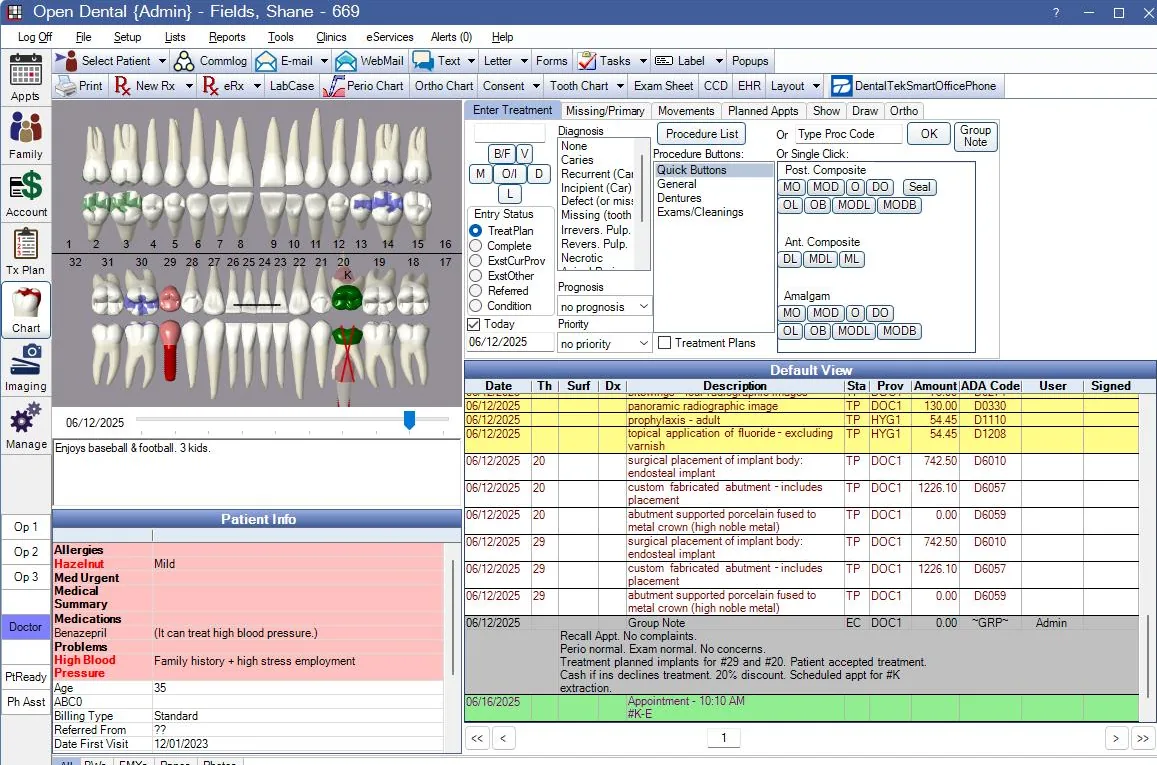 Open Dental {Admin} - Fields, Shane - 669
Log Off File Setup Lists Reports Tools Clinics eServices Alerts (0) Help
Select Patient Commlog E-mail WebMail Text Letter Forms Tasks Label Popups
Print New Rx eRx LabCase Perio Chart Ortho Chart Consent Tooth Chart Exam Sheet CCD EHR Layout DentalTekSmartOfficePhone
Appts
Family
Account
Tx Plan
Chart
Imaging
Manage
Op 1
Op 2
Op 3
Doctor
PtReady
Ph Asst
1 2 3 4 5 6 7 8 9 10 11 12 13 14 15 16
32 31 30 29 28 27 26 25 24 23 22 21 20 19 18 17
K
06/12/2025
Enjoys baseball & football. 3 kids.
Patient Info
Allergies
Hazelnut Mild
Med Urgent
Medical
Summary
Medications
Benazepril (It can treat high blood pressure.)
Problems
High Blood
Pressure Family history + high stress employment
Age 35
ABC0
Billing Type Standard
Referred From ??
Date First Visit 12/01/2023
Enter Treatment Missing/Primary Movements Planned Appts Show Draw Ortho
B/F V
M O/I D
L
Entry Status
TreatPlan
Complete
ExstCurProv
ExstOther
Referred
Condition
Today
06/12/2025
Diagnosis
None
Caries
Recurrent (Car
Incipient (Car)
Defect (or miss
Missing (tooth
Irrevers. Pulp.
Revers. Pulp.
Necrotic
Prognosis
no prognosis
Priority
no priority
Procedure List
Procedure Buttons:
Quick Buttons
General
Dentures
Exams/Cleanings
Treatment Plans
Or Type Proc Code OK Group
Note
Or Single Click:
Post. Composite
MO MOD O DO Seal
OL OB MODL MODB
Ant. Composite
DL MDL ML
Amalgam
MO MOD O DO
OL OB MODL MODB
Default View
Date Th Surf Dx Description Sta Prov Amount ADA Code User Signed
06/12/2025 panoramic radiographic image TP DOC1 130.00 D0330
06/12/2025 prophylaxis - adult TP HYG1 54.45 D1110
06/12/2025 topical application of fluoride - excluding TP HYG1 54.45 D1208
varnish
06/12/2025 20 surgical placement of implant body: TP DOC1 742.50 D6010
endosteal implant
06/12/2025 20 custom fabricated abutment - includes TP DOC1 1226.10 D6057
placement
06/12/2025 20 abutment supported porcelain fused to TP DOC1 0.00 D6059
metal crown (high noble metal)
06/12/2025 29 surgical placement of implant body: TP DOC1 742.50 D6010
endosteal implant
06/12/2025 29 custom fabricated abutment - includes TP DOC1 1226.10 D6057
placement
06/12/2025 29 abutment supported porcelain fused to TP DOC1 0.00 D6059
metal crown (high noble metal)
06/12/2025 Group Note EC DOC1 0.00 ~GRP~ Admin
Recall Appt. No complaints.
Perio normal. Exam normal. No concerns.
Treatment planned implants for #29 and #20. Patient accepted treatment.
Cash if ins declines treatment. 20% discount. Scheduled appt for #K
extraction.
06/16/2025 Appointment - 10:10 AM
#K-E
<< < 1 > >>